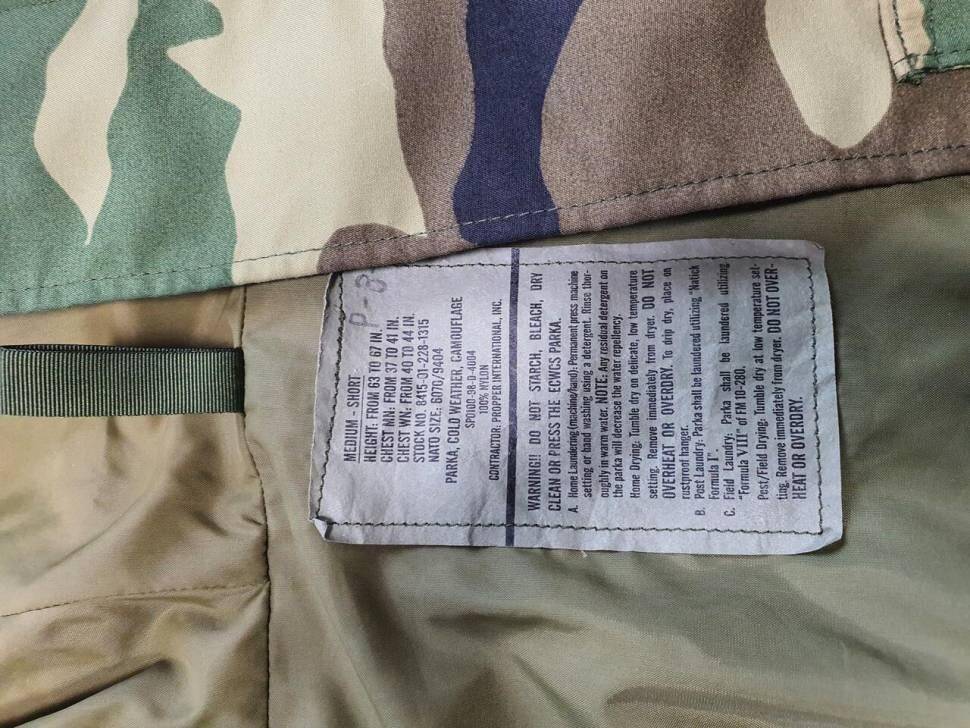 P-8
MEDIUM - SHORT
HEIGHT: FROM 63 TO 67 IN.
CHEST MIN: FROM 37 TO 41 IN.
CHEST WN: FROM 40 TO 44 IN.
STOCK NO. 8415-01-228-1315
NATO SIZE: 6070/9404
PARKA, COLD WEATHER, CAMOUFLAGE
SPO100-98-D-4004
100% NYLON
CONTRACTOR: PROPPER INTERNATIONAL, INC.
WARNING!! DO NOT STARCH, BLEACH, DRY
CLEAN OR PRESS THE ECWCS PARKA.
A. Home Laundering (machine/hand): Permanent press machine
setting or hand washing using a detergent. Rinse thor-
oughly in warm water. NOTE: Any residual detergent on
the parka will decrease the water repellency.
Home Drying. Tumble dry on delicate, low temperature
setting. Remove immediately from dryer. DO NOT
OVERHEAT OR OVERDRY. To drip dry, place on
rustproof hanger.
B. Post Laundry: Parka shall be laundered utilizing "Natick
Formula I".
C. Field Laundry. Parka shall be laundered utilizing
"Formula VIII" of FM 10-280.
Post/Field Drying. Tumble dry at low temperature set-
ting. Remove immediately from dryer. DO NOT OVER-
HEAT OR OVERDRY.